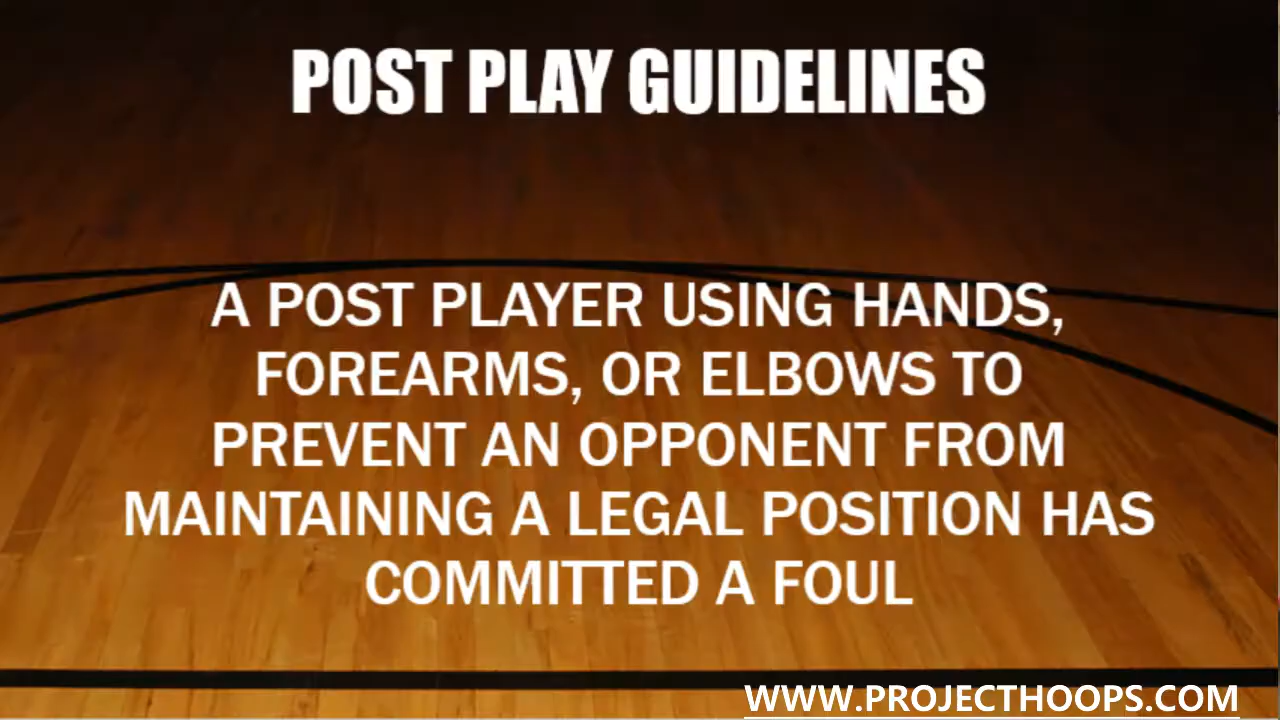 POST PLAY GUIDELINES
A POST PLAYER USING HANDS,
FOREARMS, OR ELBOWS TO
PREVENT AN OPPONENT FROM
MAINTAINING A LEGAL POSITION HAS
COMMITTED A FOUL
WWW.PROJECTHOOPS.COM